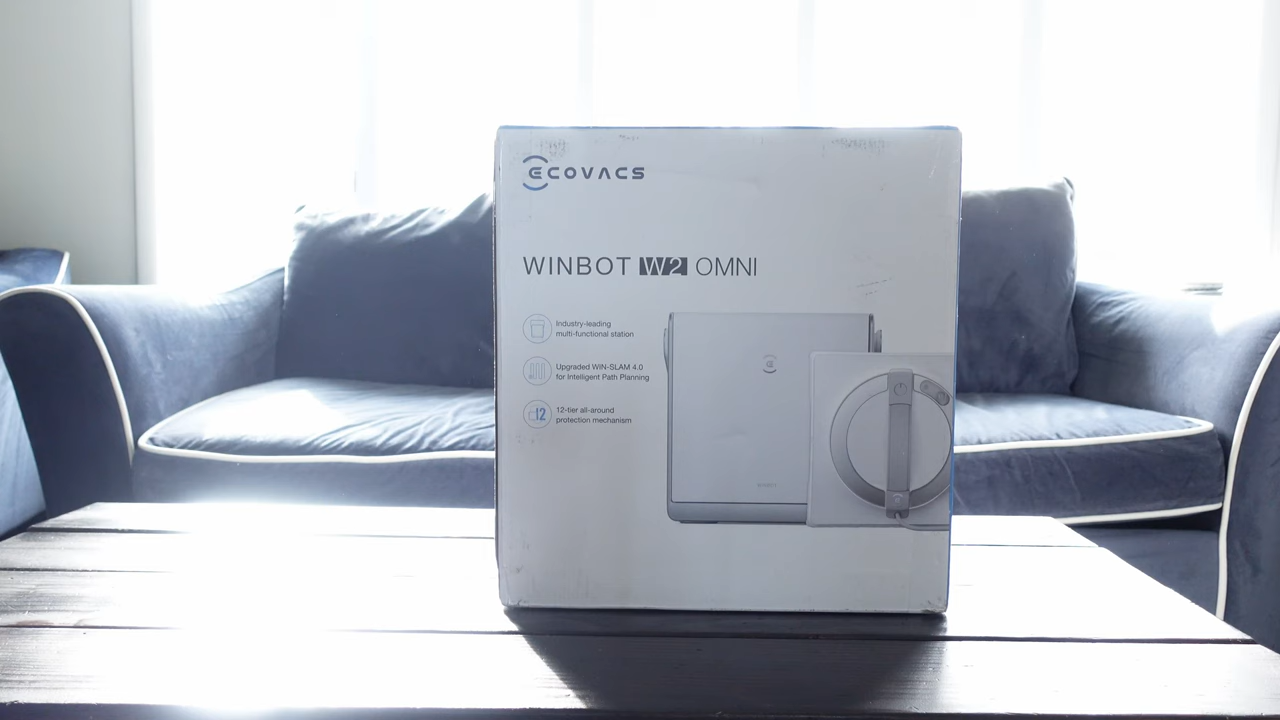 ECOVACS
WINBOT W2 OMNI
Industry-leading
multi-functional station
Upgraded WIN-SLAM 4.0
for Intelligent Path Planning
12
12-tier all-around
protection mechanism